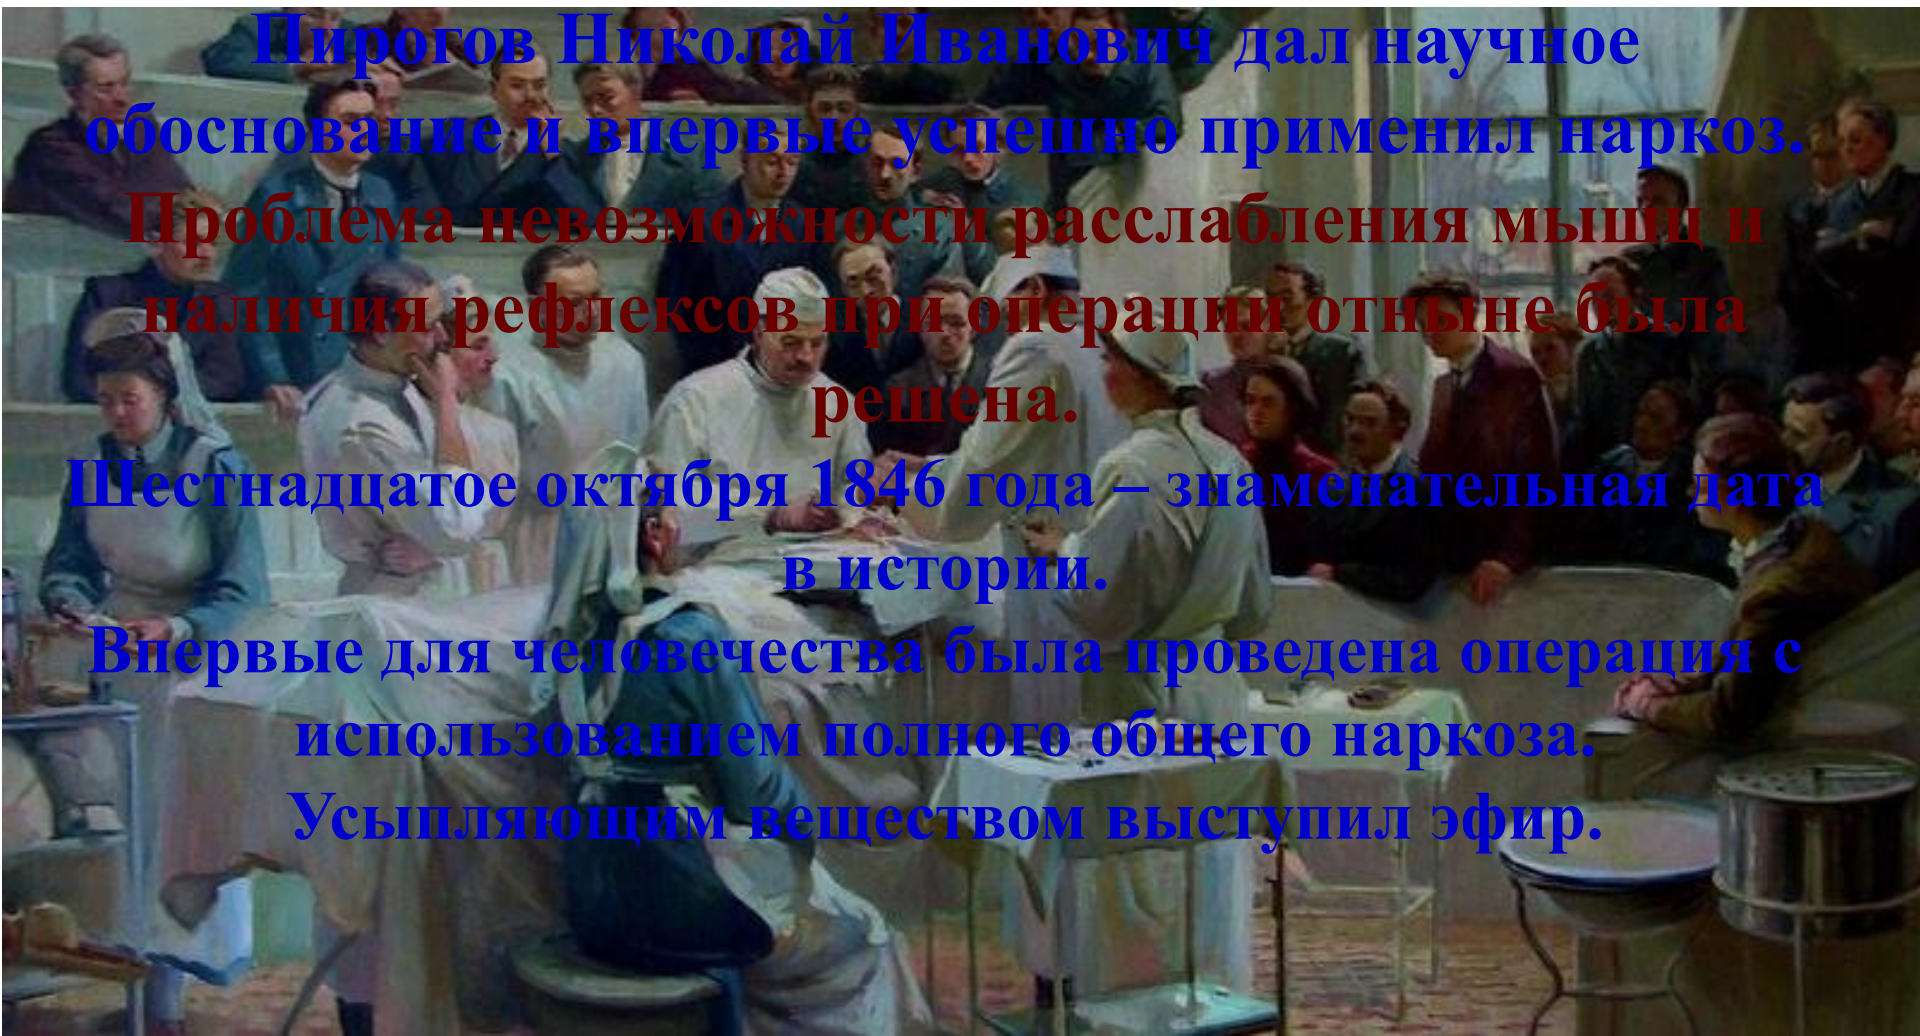 Пирогов Николай Иванович дал научное
обоснование и впервые успешно применил наркоз.
Проблема невозможности расслабления мышц и
наличия рефлексов при операции отныне была
решена.
Шестнадцатое октября 1846 года – знаменательная дата
в истории.
Впервые для человечества была проведена операция с
использованием полного общего наркоза.
Усыпляющим веществом выступил эфир.